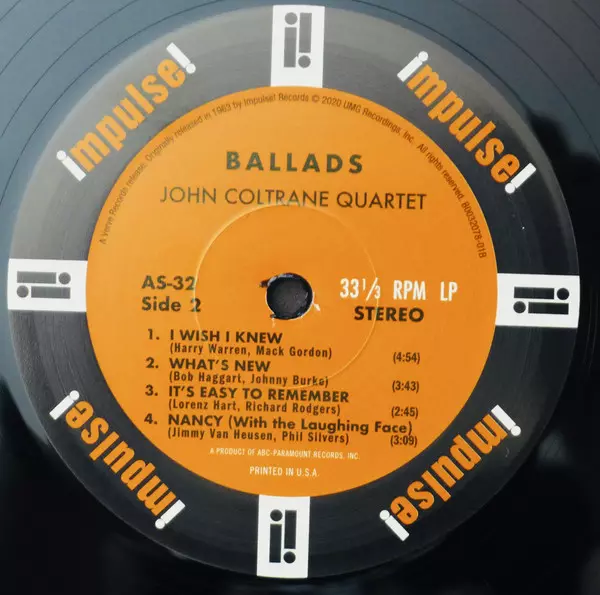 impulse!
impulse!
A Verve Records release. Originally released in 1963 by Impulse! Records © 2020 UMG Recordings, Inc. All rights reserved. B0032078-01B
BALLADS
JOHN COLTRANE QUARTET
AS-32
Side 2
33 1/3 RPM LP
STEREO
1. I WISH I KNEW
(Harry Warren, Mack Gordon) (4:54)
2. WHAT'S NEW
(Bob Haggart, Johnny Burke) (3:43)
3. IT'S EASY TO REMEMBER
(Lorenz Hart, Richard Rodgers) (2:45)
4. NANCY (With the Laughing Face)
(Jimmy Van Heusen, Phil Silvers) (3:09)
A PRODUCT OF ABC-PARAMOUNT RECORDS, INC.
PRINTED IN U.S.A.
impulse!
impulse!